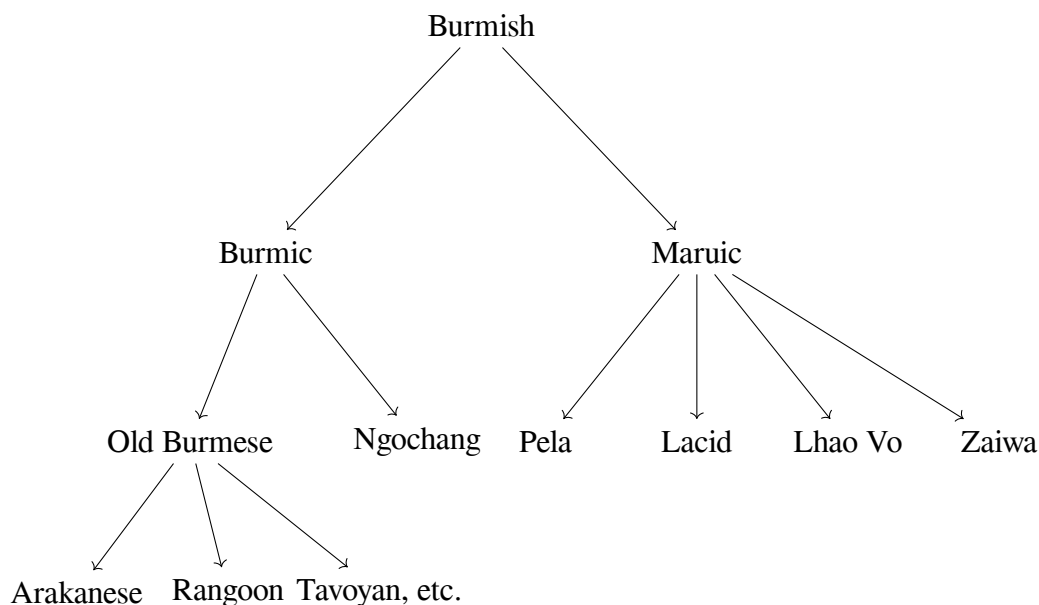 Burmish
Burmic Maruic
Old Burmese Ngochang Pela Lacid Lhao Vo Zaiwa
Arakanese Rangoon Tavoyan, etc.